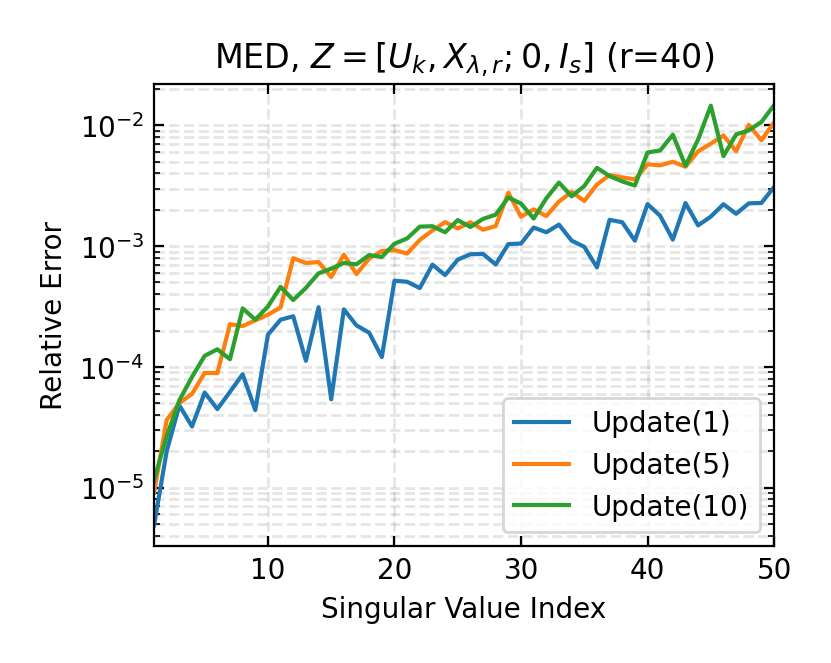 MED, $Z = [U_k, X_{\lambda,r}; 0, I_s]$ (r=40)
Relative Error
$10^{-2}$
$10^{-3}$
$10^{-4}$
$10^{-5}$
Update(1)
Update(5)
Update(10)
10 20 30 40 50
Singular Value Index